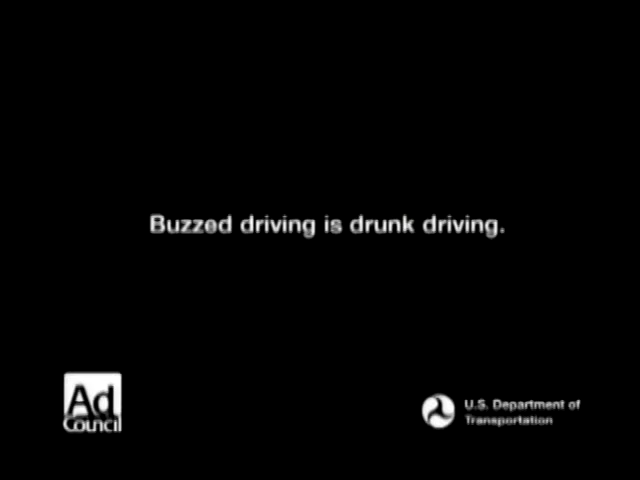 Buzzed driving is drunk driving.
Ad
Council
U.S. Department of
Transportation